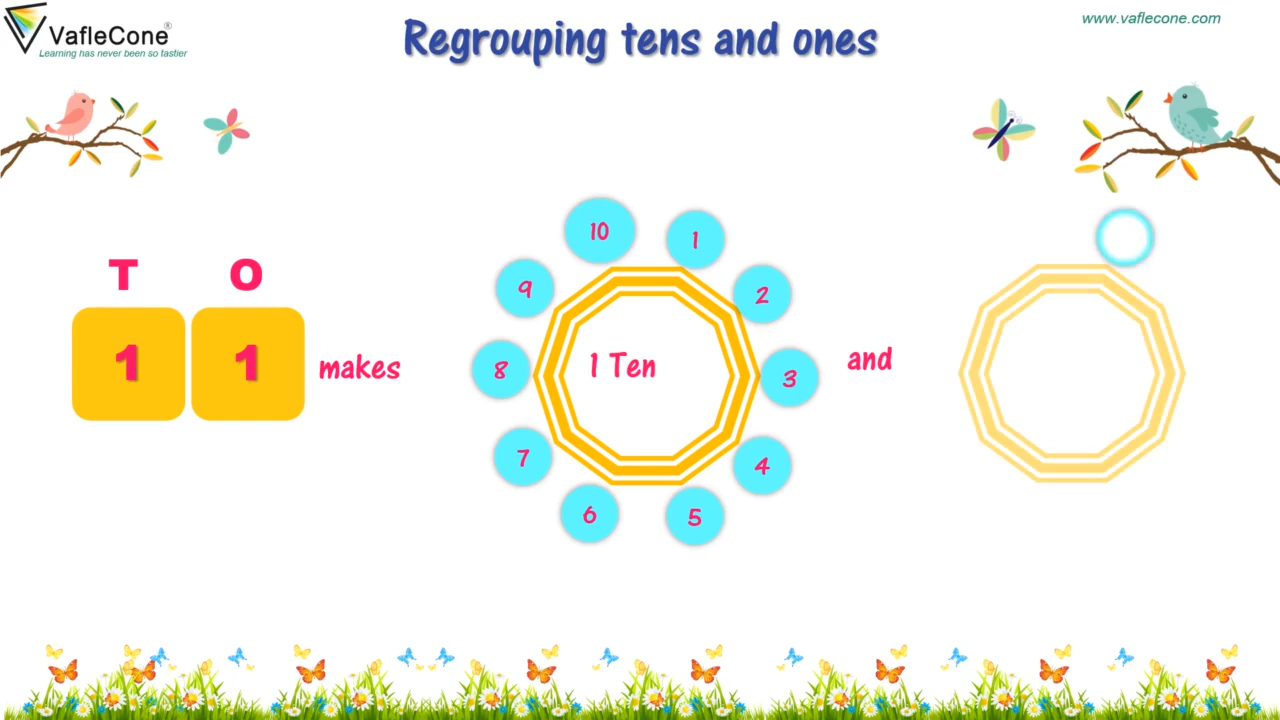 VafleCone®
Learning has never been so tastier
www.vaflecone.com
Regrouping tens and ones
T O
1 1
makes
10
1
9
2
8
1 Ten
3
7
4
6
5
and